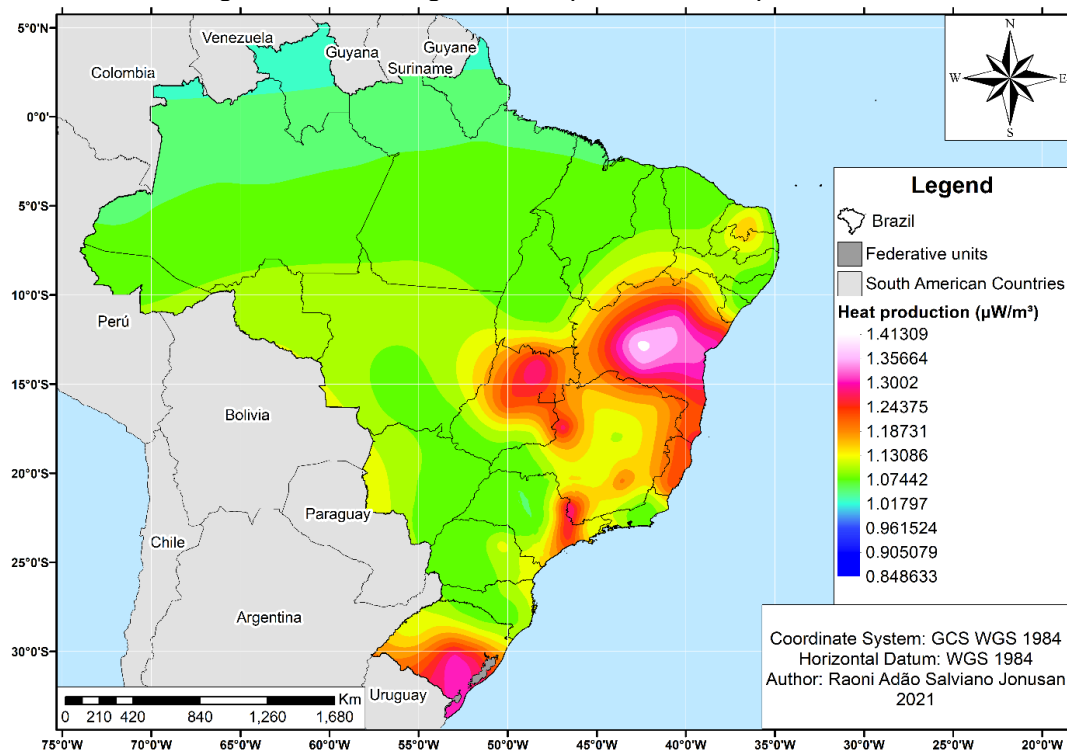 5°0'N
0°0'
5°0'S
10°0'S
15°0'S
20°0'S
25°0'S
30°0'S
Venezuela
Guyana
Guyane
Suriname
Colombia
Perú
Bolivia
Paraguay
Chile
Argentina
Uruguay
N
W
E
S
Legend
Brazil
Federative units
South American Countries
Heat production (µW/m³)
1.41309
1.35664
1.3002
1.24375
1.18731
1.13086
1.07442
1.01797
0.961524
0.905079
0.848633
Coordinate System: GCS WGS 1984
Horizontal Datum: WGS 1984
Author: Raoni Adão Salviano Jonusan
2021
Km
0 210 420 840 1,260 1,680
75°W 70°0'W 65°0'W 60°0'W 55°0'W 50°0'W 45°0'W 40°0'W 35°0'W 30°0'W 25°0'W 20°0'W